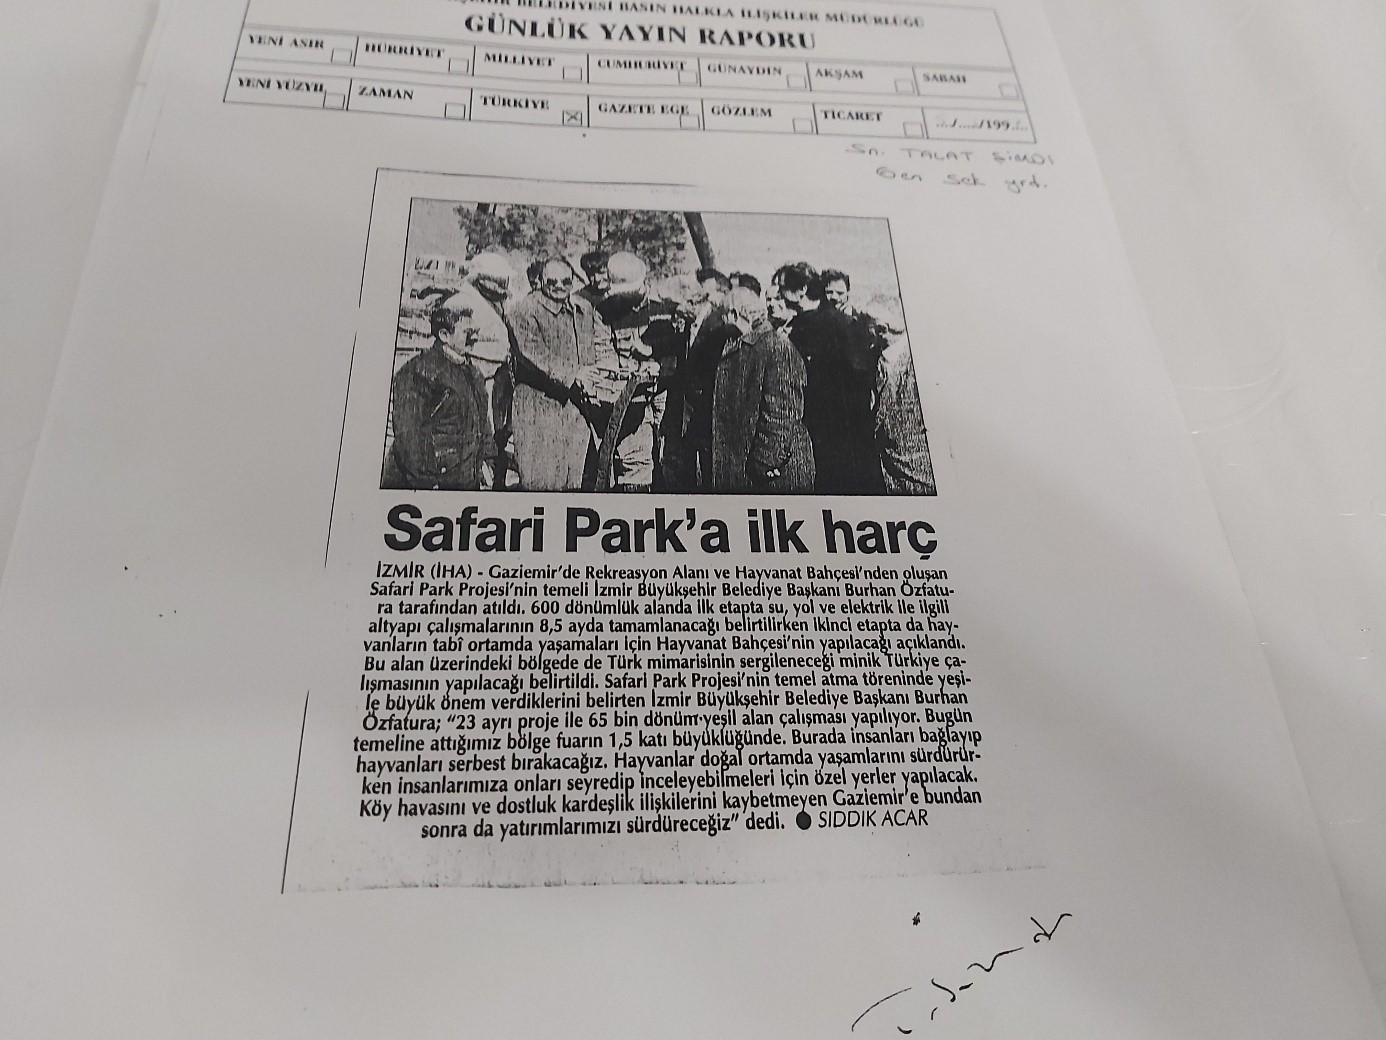 BELEDİYESİ BASIN HALKLA İLİŞKİLER MÜDÜRLÜĞÜ
GÜNLÜK YAYIN RAPORU
YENİ ASIR HÜRRİYET MİLLİYET CUMHURİYET GÜNAYDIN AKŞAM SABAH
YENİ YÜZYIL ZAMAN TÜRKİYE GAZETE EGE GÖZLEM TİCARET .../..../199...
Sn. TALAT ŞİMDİ
Gen Sek yrd.
Safari Park'a ilk harç
İZMİR (İHA) - Gaziemir'de Rekreasyon Alanı ve Hayvanat Bahçesi'nden oluşan
Safari Park Projesi'nin temeli İzmir Büyükşehir Belediye Başkanı Burhan Özfatu-
ra tarafından atıldı. 600 dönümlük alanda ilk etapta su, yol ve elektrik ile ilgili
altyapı çalışmalarının 8,5 ayda tamamlanacağı belirtilirken ikinci etapta da hay-
vanların tabî ortamda yaşamaları için Hayvanat Bahçesi'nin yapılacağı açıklandı.
Bu alan üzerindeki bölgede de Türk mimarisinin sergileneceği minik Türkiye ça-
lışmasının yapılacağı belirtildi. Safari Park Projesi'nin temel atma töreninde yeşi-
le büyük önem verdiklerini belirten İzmir Büyükşehir Belediye Başkanı Burhan
Özfatura; "23 ayrı proje ile 65 bin dönüm yeşil alan çalışması yapılıyor. Bugün
temeline attığımız bölge fuarın 1,5 katı büyüklüğünde. Burada insanları bağlayıp
hayvanları serbest bırakacağız. Hayvanlar doğal ortamda yaşamlarını sürdürür-
ken insanlarımıza onları seyredip inceleyebilmeleri için özel yerler yapılacak.
Köy havasını ve dostluk kardeşlik ilişkilerini kaybetmeyen Gaziemir'e bundan
sonra da yatırımlarımızı sürdüreceğiz" dedi. ● SIDDIK ACAR